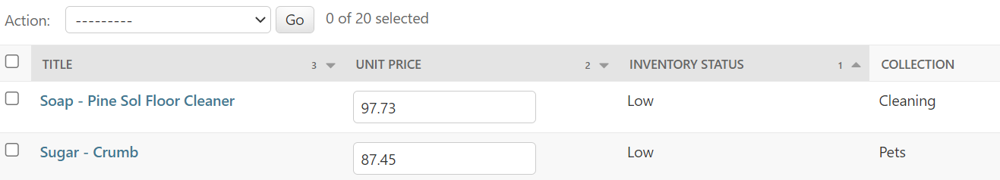 Action: --------- Go 0 of 20 selected
TITLE 3 UNIT PRICE 2 INVENTORY STATUS 1 COLLECTION
Soap - Pine Sol Floor Cleaner 97.73 Low Cleaning
Sugar - Crumb 87.45 Low Pets